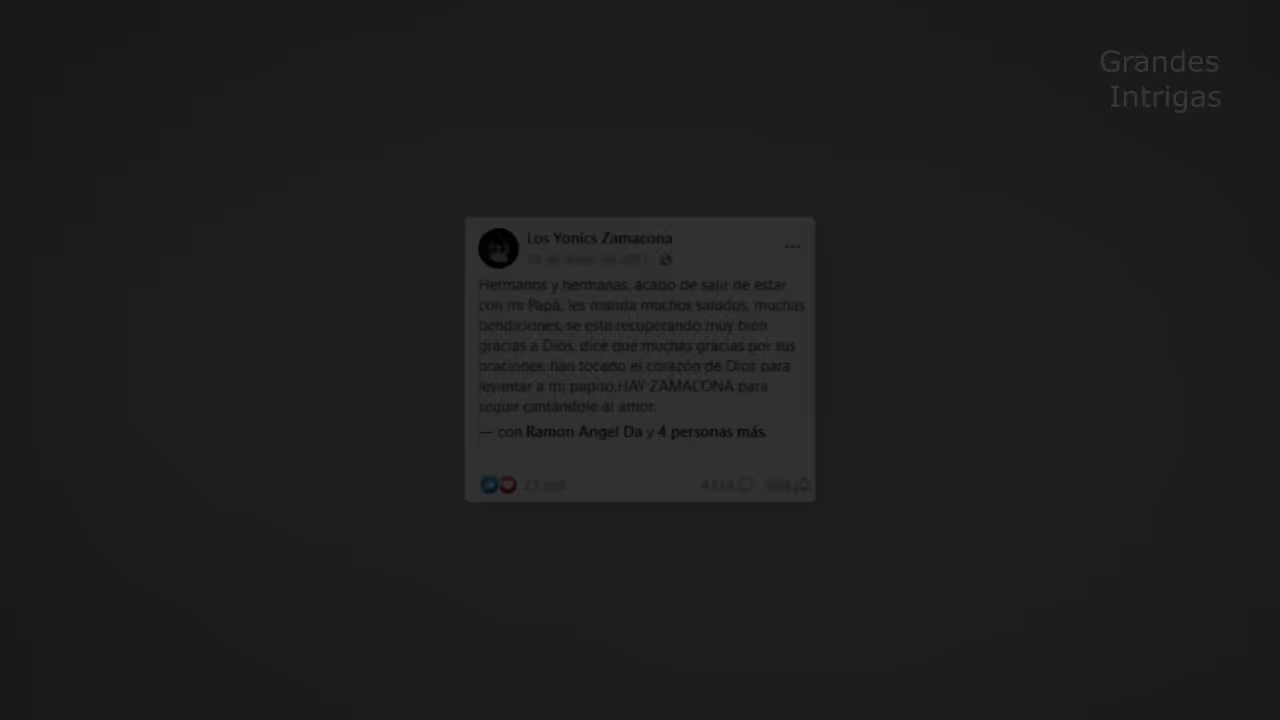 Grandes
Intrigas
Los Yonics Zamacona
Hermanos y hermanas, acabo de salir de estar
con mi Papá, les manda muchos saludos, muchas
bendiciones, se esta recuperando muy bien
gracias a Dios, dice que muchas gracias por sus
oraciones, han tocado el corazón de Dios para
levantar a mi papito,HAY ZAMACONA para
seguir cantándole al amor.
— con Ramon Angel Da y 4 personas más.